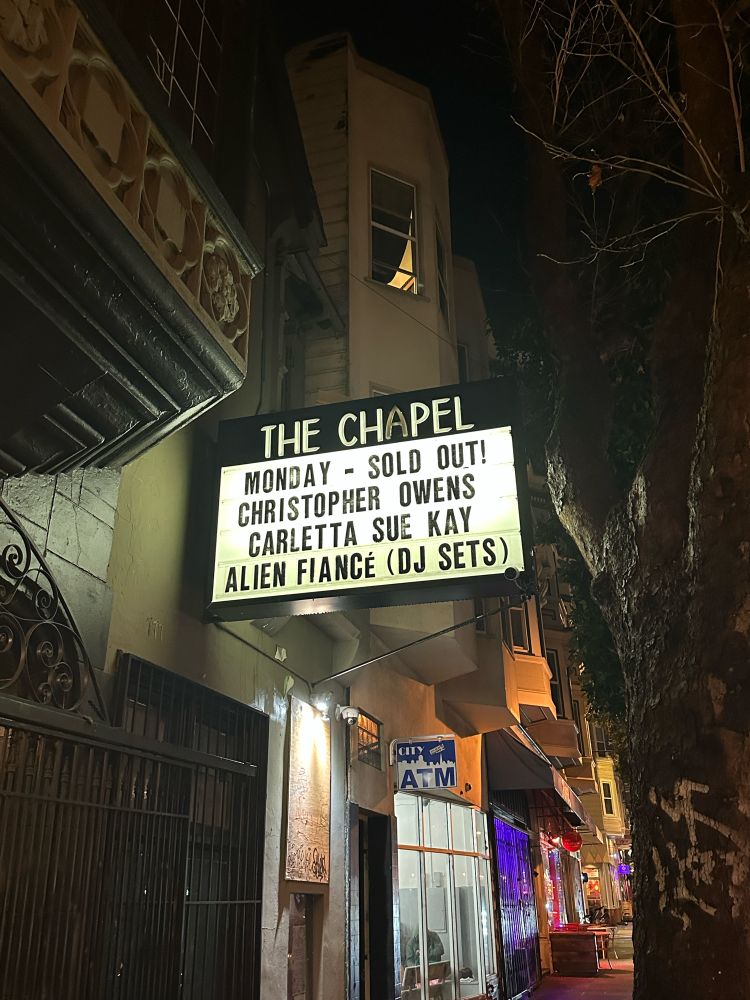 THE CHAPEL
MONDAY - SOLD OUT!
CHRISTOPHER OWENS
CARLETTA SUE KAY
ALIEN FIANCÉ (DJ SETS)
CITY
ATM